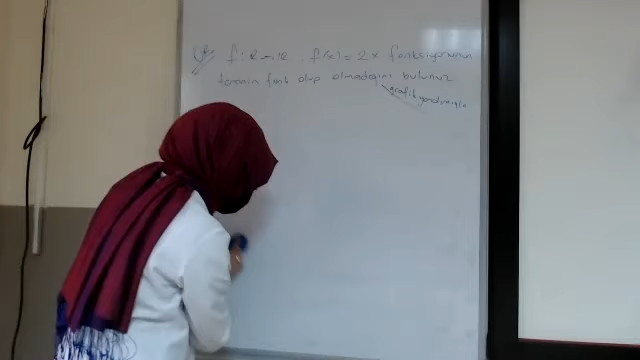 f: R → R, f(x) = 2x fonksiyonunun
tersinin fonk olup olmadığını bulunuz
grafik yardımıyla